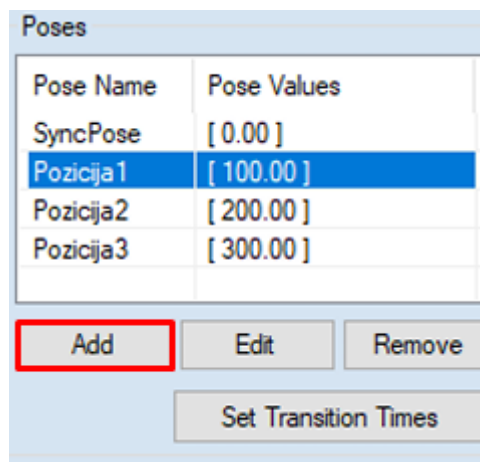 Poses
Pose Name Pose Values
SyncPose [ 0.00 ]
Pozicija1 [ 100.00 ]
Pozicija2 [ 200.00 ]
Pozicija3 [ 300.00 ]
Add Edit Remove
Set Transition Times